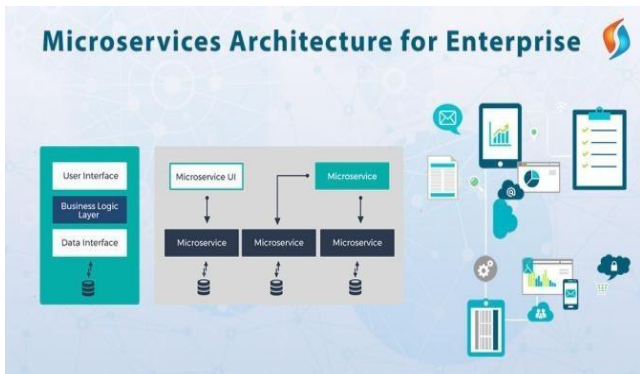 Microservices Architecture for Enterprise
User Interface
Business Logic
Layer
Data Interface
Microservice UI
Microservice
Microservice
Microservice
Microservice